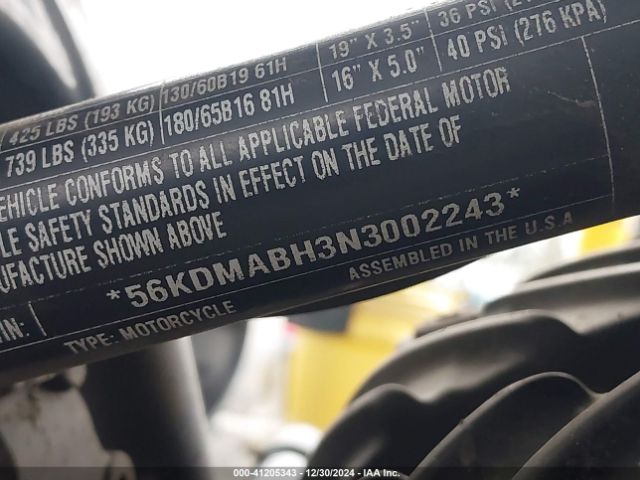 425 LBS (193 KG) 130/60B19 61H 19" X 3.5" 36 PSI
739 LBS (335 KG) 180/65B16 81H 16" X 5.0" 40 PSI (276 KPA)
EHICLE CONFORMS TO ALL APPLICABLE FEDERAL MOTOR
LE SAFETY STANDARDS IN EFFECT ON THE DATE OF
NUFACTURE SHOWN ABOVE
*56KDMABH3N3002243*
IN:
TYPE: MOTORCYCLE ASSEMBLED IN THE U.S.A
000-41205343 - 12/30/2024 - IAA Inc.